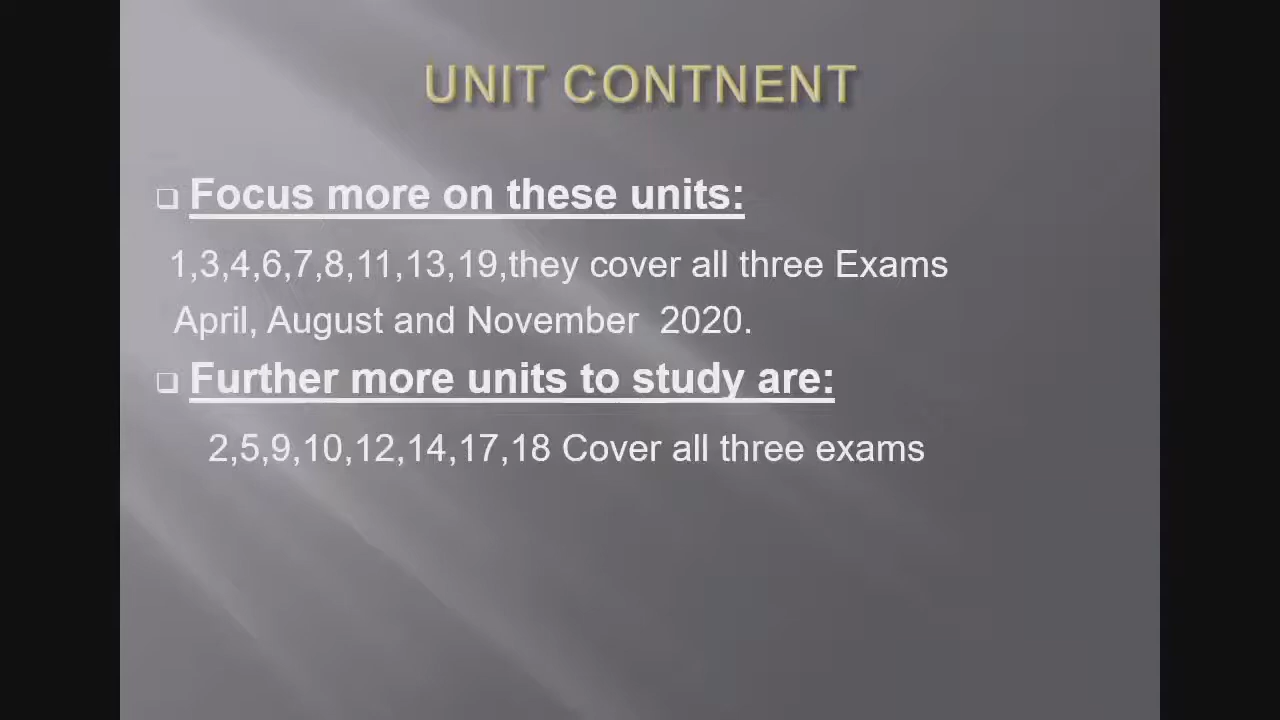 UNIT CONTNENT
Focus more on these units:
1,3,4,6,7,8,11,13,19,they cover all three Exams
April, August and November 2020.
Further more units to study are:
2,5,9,10,12,14,17,18 Cover all three exams